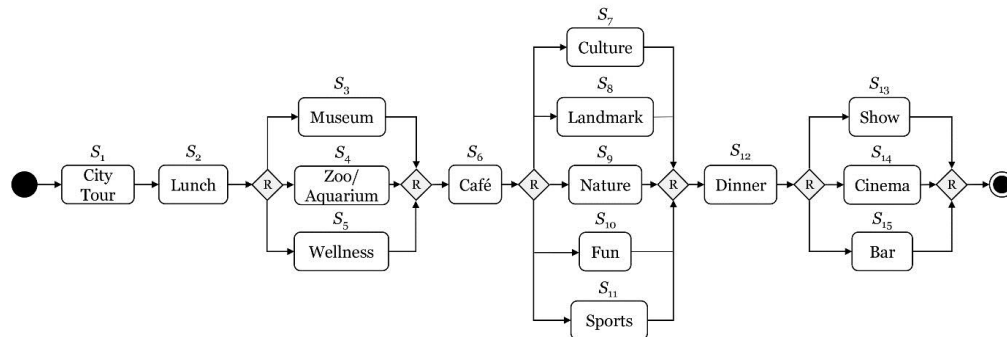 S1
City
Tour
S2
Lunch
R
S3
Museum
S4
Zoo/
Aquarium
S5
Wellness
R
S6
Café
R
S7
Culture
S8
Landmark
S9
Nature
S10
Fun
S11
Sports
R
S12
Dinner
R
S13
Show
S14
Cinema
S15
Bar
R